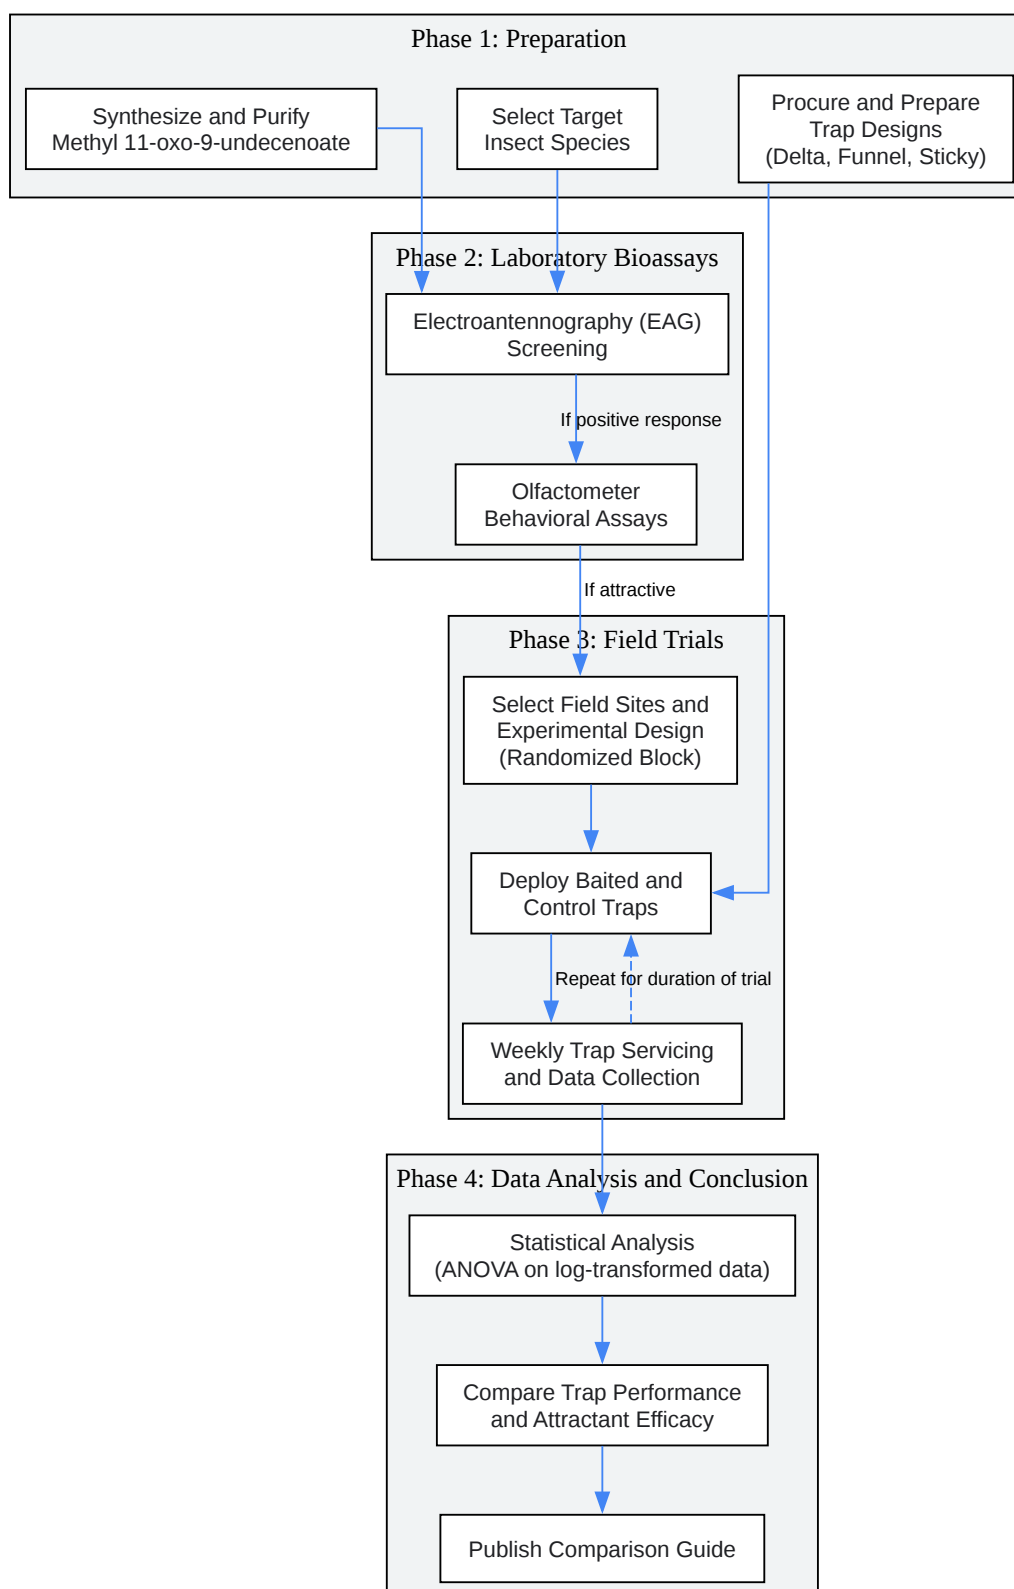 Phase 1: Preparation
Synthesize and Purify
Methyl 11-oxo-9-undecenoate
Select Target
Insect Species
Procure and Prepare
Trap Designs
(Delta, Funnel, Sticky)
Phase 2: Laboratory Bioassays
Electroantennography (EAG)
Screening
If positive response
Olfactometer
Behavioral Assays
If attractive
Phase 3: Field Trials
Select Field Sites and
Experimental Design
(Randomized Block)
Deploy Baited and
Control Traps
Repeat for duration of trial
Weekly Trap Servicing
and Data Collection
Phase 4: Data Analysis and Conclusion
Statistical Analysis
(ANOVA on log-transformed data)
Compare Trap Performance
and Attractant Efficacy
Publish Comparison Guide